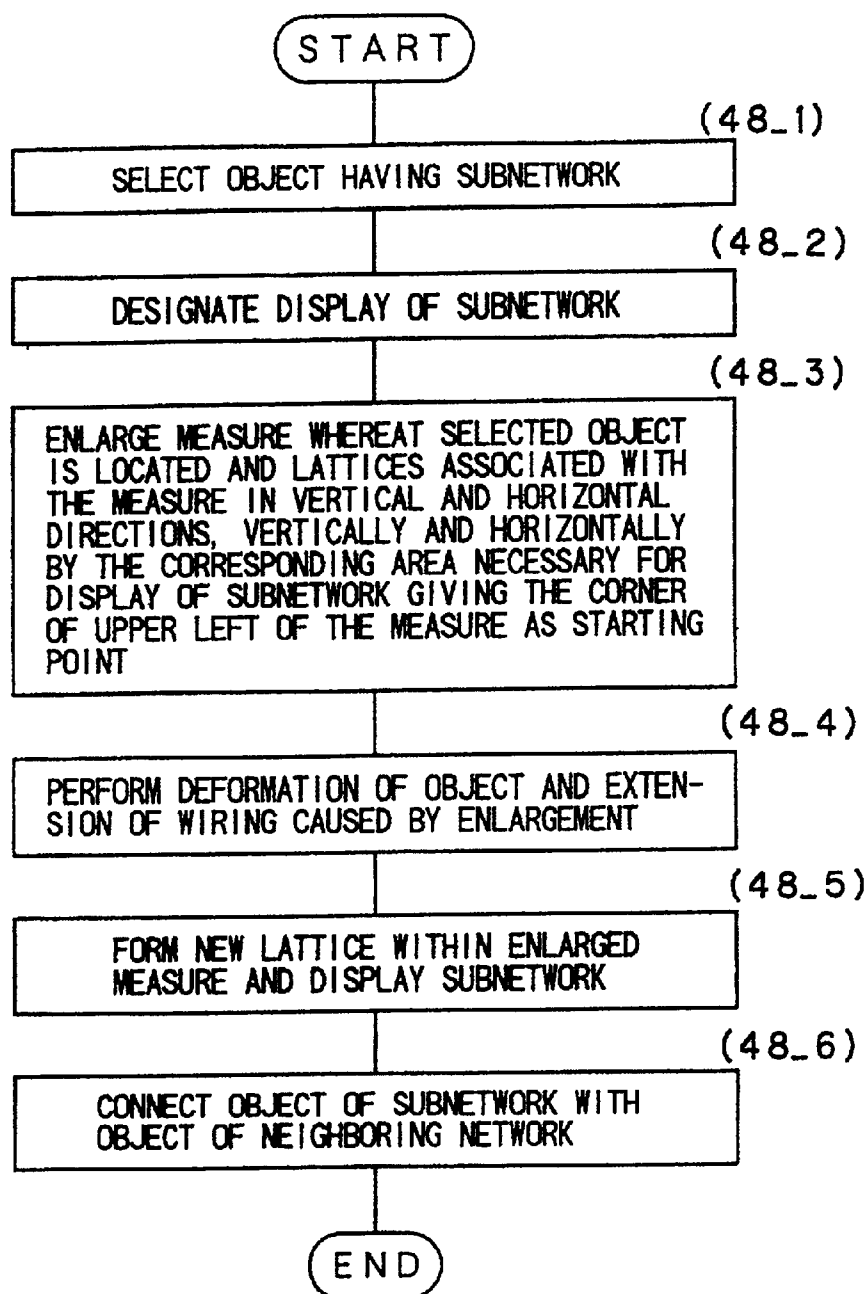 START
(48_1)
SELECT OBJECT HAVING SUBNETWORK
(48_2)
DESIGNATE DISPLAY OF SUBNETWORK
(48_3)
ENLARGE MEASURE WHEREAT SELECTED OBJECT
IS LOCATED AND LATTICES ASSOCIATED WITH
THE MEASURE IN VERTICAL AND HORIZONTAL
DIRECTIONS, VERTICALLY AND HORIZONTALLY
BY THE CORRESPONDING AREA NECESSARY FOR
DISPLAY OF SUBNETWORK GIVING THE CORNER
OF UPPER LEFT OF THE MEASURE AS STARTING
POINT
(48_4)
PERFORM DEFORMATION OF OBJECT AND EXTEN-
SION OF WIRING CAUSED BY ENLARGEMENT
(48_5)
FORM NEW LATTICE WITHIN ENLARGED
MEASURE AND DISPLAY SUBNETWORK
(48_6)
CONNECT OBJECT OF SUBNETWORK WITH
OBJECT OF NEIGHBORING NETWORK
END